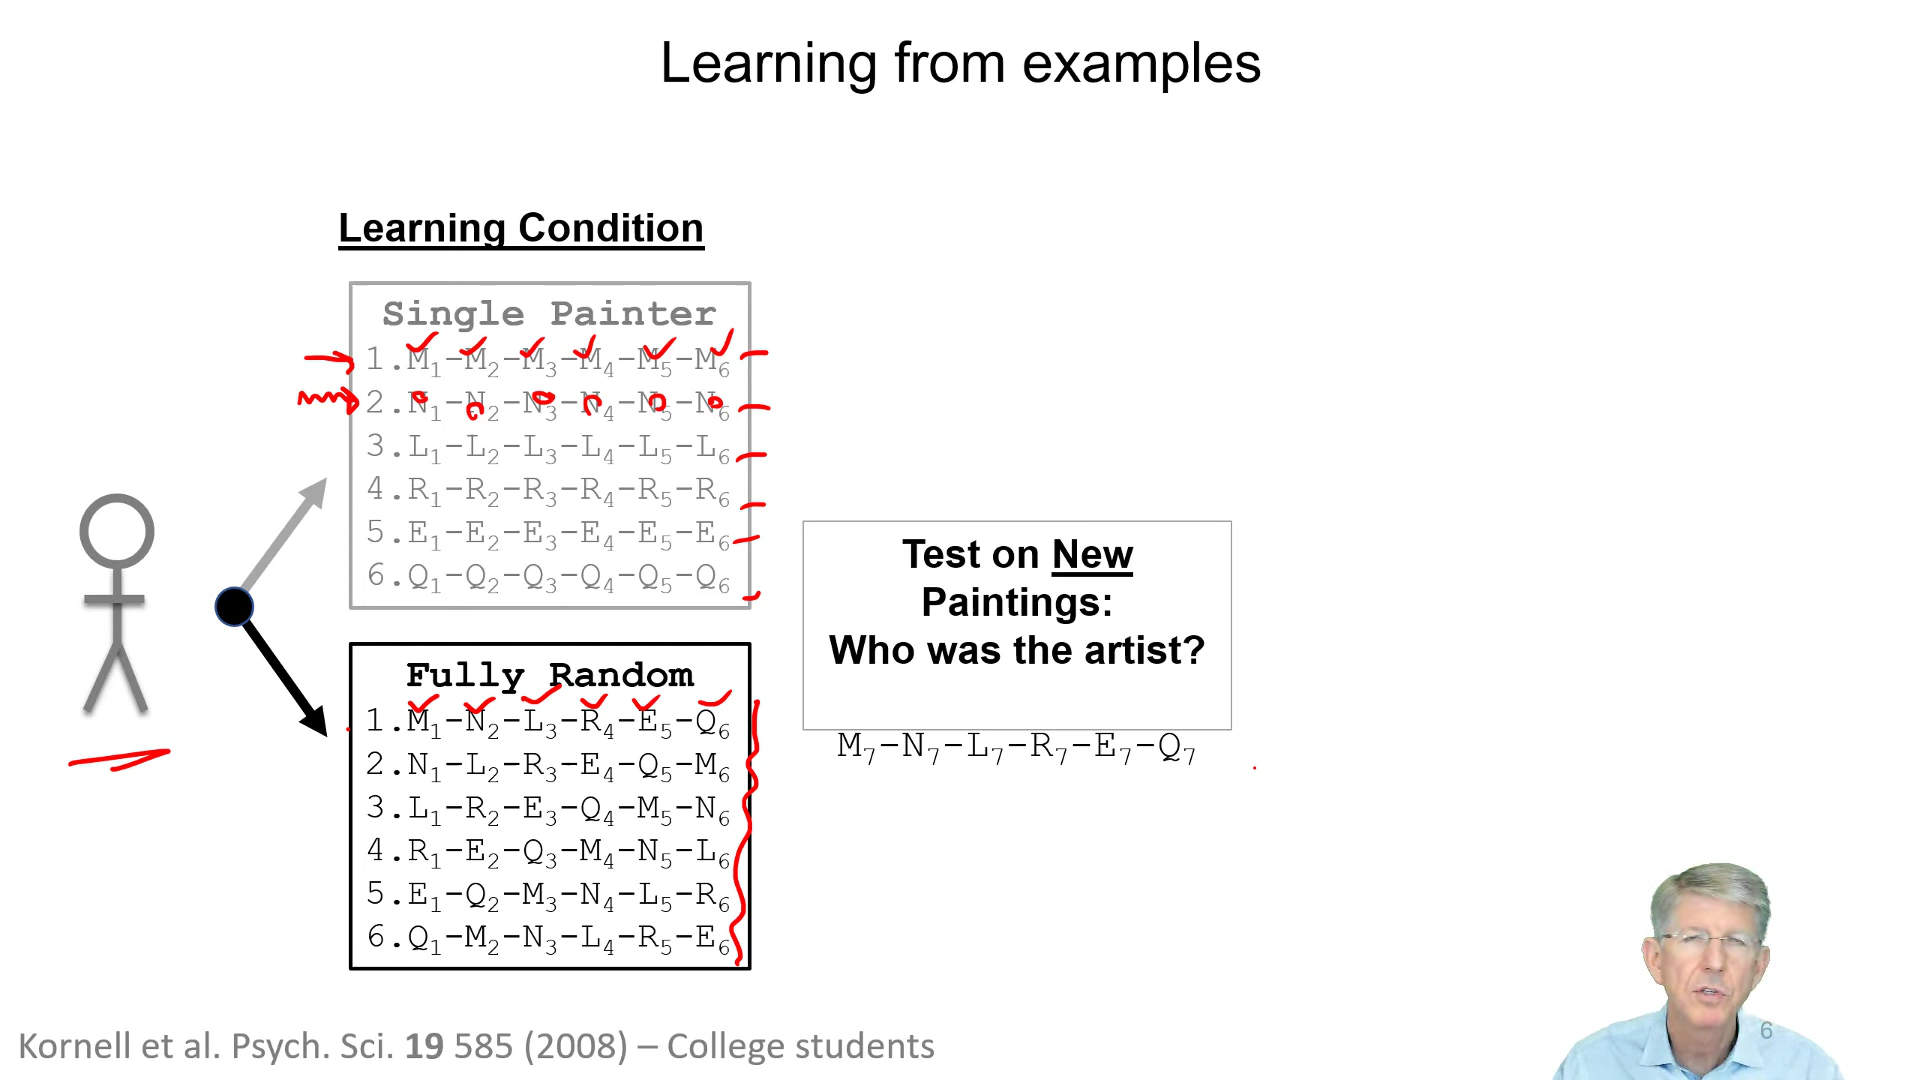 Learning from examples
Learning Condition
Single Painter
1.M₁-M₂-M₃-M₄-M₅-M₆
2.N₁-N₂-N₃-N₄-N₅-N₆
3.L₁-L₂-L₃-L₄-L₅-L₆
4.R₁-R₂-R₃-R₄-R₅-R₆
5.E₁-E₂-E₃-E₄-E₅-E₆
6.Q₁-Q₂-Q₃-Q₄-Q₅-Q₆
Fully Random
1.M₁-N₂-L₃-R₄-E₅-Q₆
2.N₁-L₂-R₃-E₄-Q₅-M₆
3.L₁-R₂-E₃-Q₄-M₅-N₆
4.R₁-E₂-Q₃-M₄-N₅-L₆
5.E₁-Q₂-M₃-N₄-L₅-R₆
6.Q₁-M₂-N₃-L₄-R₅-E₆
Test on New
Paintings:
Who was the artist?
M₇-N₇-L₇-R₇-E₇-Q₇
Kornell et al. Psych. Sci. 19 585 (2008) – College students
6